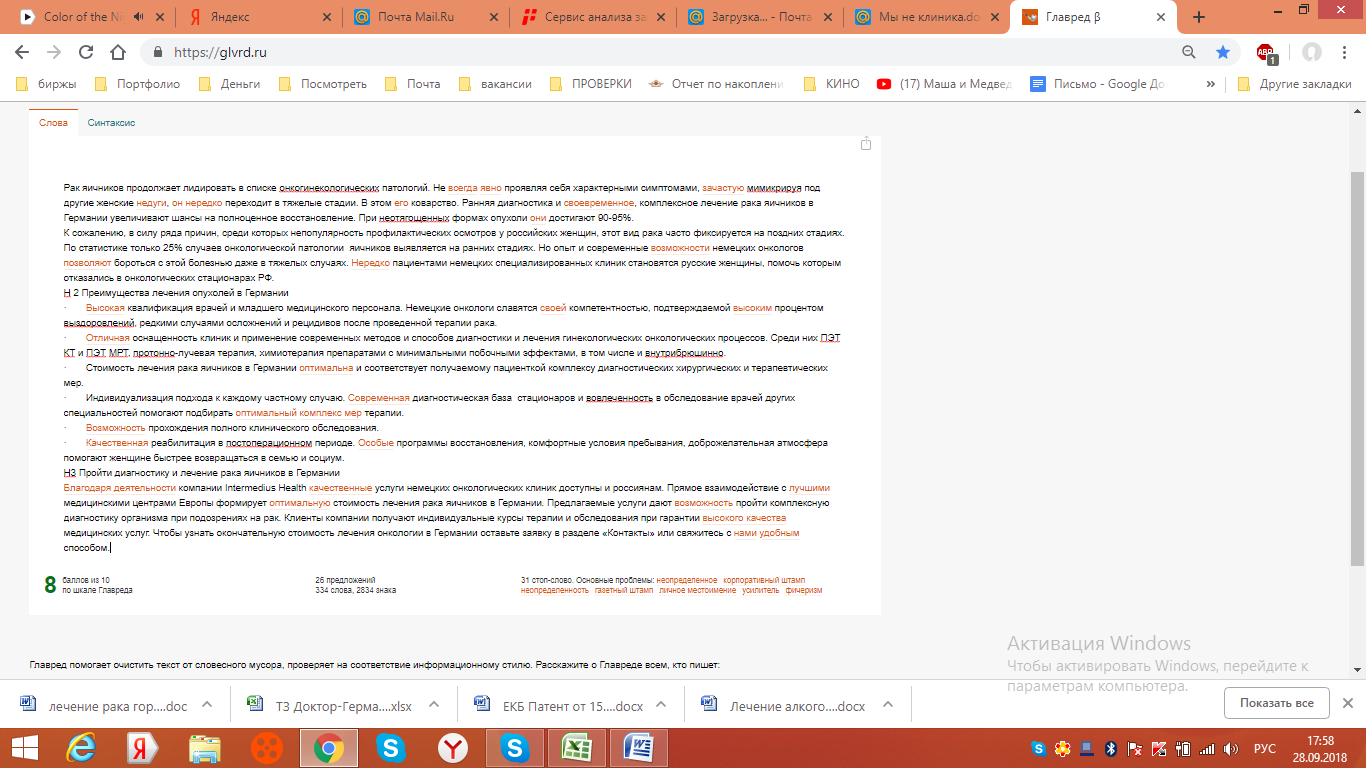 Color of the Ni
Яндекс
Почта Mail.Ru
Сервис анализа за
Загрузка... - Почта
Мы не клиника.do
Главред β
https://glvrd.ru
ABP
1
биржы
Портфолио
Деньги
Посмотреть
Почта
вакансии
ПРОВЕРКИ
Отчет по накоплени
КИНО
(17) Маша и Медвед
Письмо - Google До
»
Другие закладки
Слова
Синтаксис
Рак яичников продолжает лидировать в списке онкогинекологических патологий. Не всегда явно проявляя себя характерными симптомами, зачастую мимикрируя под
другие женские недуги, он нередко переходит в тяжелые стадии. В этом его коварство. Ранняя диагностика и своевременное, комплексное лечение рака яичников в
Германии увеличивают шансы на полноценное восстановление. При неотягощенных формах опухоли они достигают 90-95%.
К сожалению, в силу ряда причин, среди которых непопулярность профилактических осмотров у российских женщин, этот вид рака часто фиксируется на поздних стадиях.
По статистике только 25% случаев онкологической патологии яичников выявляется на ранних стадиях. Но опыт и современные возможности немецких онкологов
позволяют бороться с этой болезнью даже в тяжелых случаях. Нередко пациентами немецких специализированных клиник становятся русские женщины, помочь которым
отказались в онкологических стационарах РФ.
H 2 Преимущества лечения опухолей в Германии
· Высокая квалификация врачей и младшего медицинского персонала. Немецкие онкологи славятся своей компетентностью, подтверждаемой высоким процентом
выздоровлений, редкими случаями осложнений и рецидивов после проведенной терапии рака.
· Отличная оснащенность клиник и применение современных методов и способов диагностики и лечения гинекологических онкологических процессов. Среди них ПЭТ
КТ и ПЭТ МРТ, протонно-лучевая терапия, химиотерапия препаратами с минимальными побочными эффектами, в том числе и внутрибрюшинно.
· Стоимость лечения рака яичников в Германии оптимальна и соответствует получаемому пациенткой комплексу диагностических хирургических и терапевтических
мер.
· Индивидуализация подхода к каждому частному случаю. Современная диагностическая база стационаров и вовлеченность в обследование врачей других
специальностей помогают подбирать оптимальный комплекс мер терапии.
· Возможность прохождения полного клинического обследования.
· Качественная реабилитация в постоперационном периоде. Особые программы восстановления, комфортные условия пребывания, доброжелательная атмосфера
помогают женщине быстрее возвращаться в семью и социум.
H3 Пройти диагностику и лечение рака яичников в Германии
Благодаря деятельности компании Intermedius Health качественные услуги немецких онкологических клиник доступны и россиянам. Прямое взаимодействие с лучшими
медицинскими центрами Европы формирует оптимальную стоимость лечения рака яичников в Германии. Предлагаемые услуги дают возможность пройти комплексную
диагностику организма при подозрениях на рак. Клиенты компании получают индивидуальные курсы терапии и обследования при гарантии высокого качества
медицинских услуг. Чтобы узнать окончательную стоимость лечения онкологии в Германии оставьте заявку в разделе «Контакты» или свяжитесь с нами удобным
способом.
8 баллов из 10
по шкале Главреда
26 предложений
334 слова, 2834 знака
31 стоп-слово. Основные проблемы: неопределенное корпоративный штамп
неопределенность газетный штамп личное местоимение усилитель фичеризм
Главред помогает очистить текст от словесного мусора, проверяет на соответствие информационному стилю. Расскажите о Главреде всем, кто пишет:
Активация Windows
Чтобы активировать Windows, перейдите к
параметрам компьютера.
лечение рака гор....doc
ТЗ Доктор-Герма....xlsx
ЕКБ Патент от 15....docx
Лечение алкого....docx
Показать все
РУС
17:58
28.09.2018